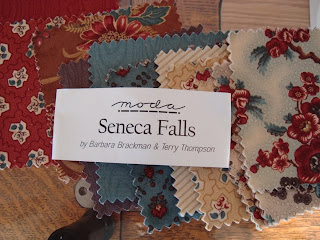 moda
Seneca Falls
by Barbara Brackman & Terry Thompson